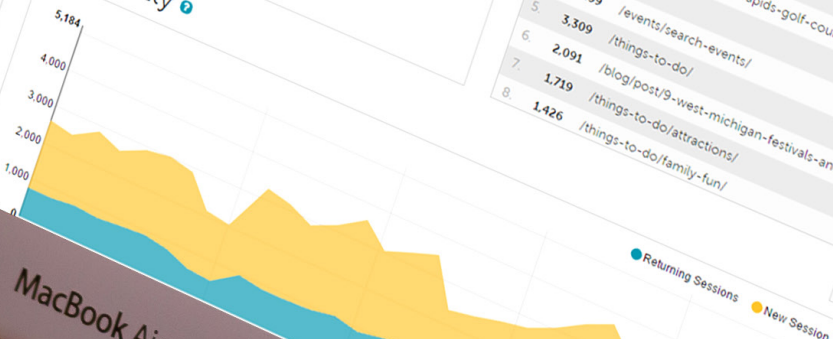 5,184
4,000
3,000
2,000
1,000
0
5. 3,309 /events/search-events/
6. 2,091 /things-to-do/
7. 1,719 /blog/post/9-west-michigan-festivals-an
8. 1,426 /things-to-do/attractions/
/things-to-do/family-fun/
Returning Sessions
New Session
MacBook Ai